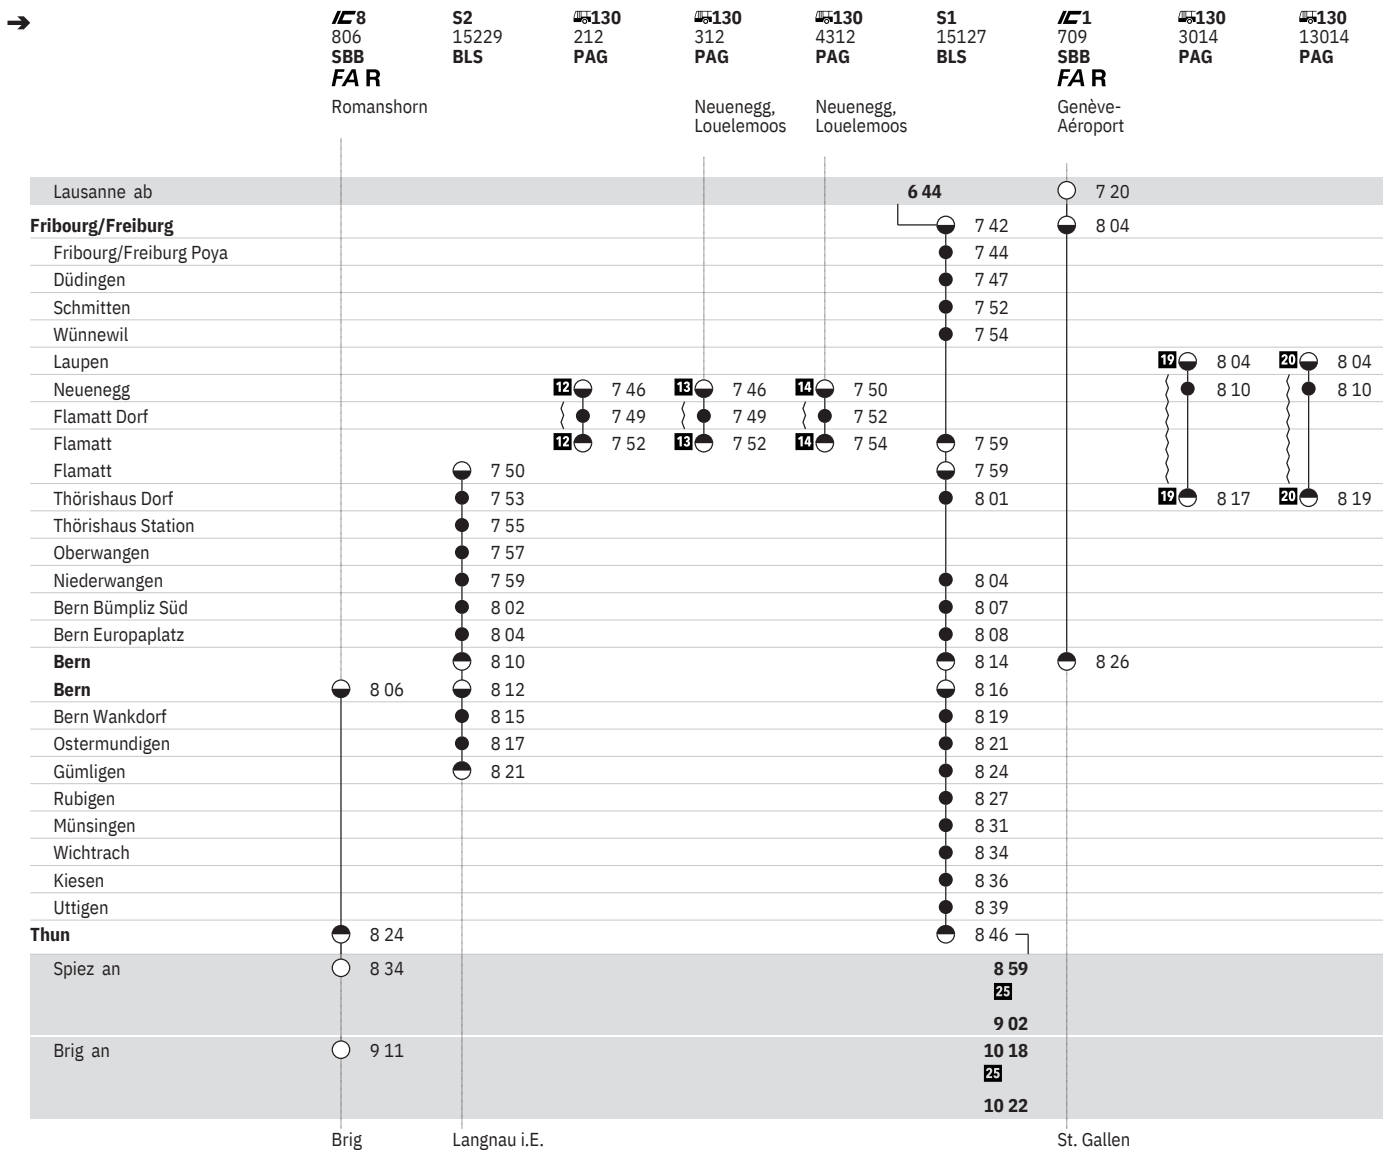 ➔ IC8 S2 130 130 130 S1 IC1 130 130
806 15229 212 312 4312 15127 709 3014 13014
SBB BLS PAG PAG PAG BLS SBB PAG PAG
FA R FA R
Romanshorn Neuenegg, Neuenegg, Genève-
Louelemoos Louelemoos Aéroport
Lausanne ab 6 44 7 20
Fribourg/Freiburg 7 42 8 04
Fribourg/Freiburg Poya 7 44
Düdingen 7 47
Schmitten 7 52
Wünnewil 7 54
Laupen 19 8 04 20 8 04
Neuenegg 12 7 46 13 7 46 14 7 50 8 10 8 10
Flamatt Dorf 7 49 7 49 7 52
Flamatt 12 7 52 13 7 52 14 7 54 7 59
Flamatt 7 50 7 59
Thörishaus Dorf 7 53 8 01 19 8 17 20 8 19
Thörishaus Station 7 55
Oberwangen 7 57
Niederwangen 7 59 8 04
Bern Bümpliz Süd 8 02 8 07
Bern Europaplatz 8 04 8 08
Bern 8 10 8 14 8 26
Bern 8 06 8 12 8 16
Bern Wankdorf 8 15 8 19
Ostermundigen 8 17 8 21
Gümligen 8 21 8 24
Rubigen 8 27
Münsingen 8 31
Wichtrach 8 34
Kiesen 8 36
Uttigen 8 39
Thun 8 24 8 46
Spiez an 8 34 8 59
25
9 02
Brig an 9 11 10 18
25
10 22
Brig Langnau i.E. St. Gallen